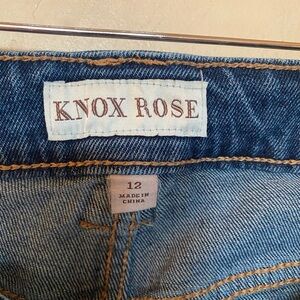 KNOX ROSE
12
MADE IN
CHINA